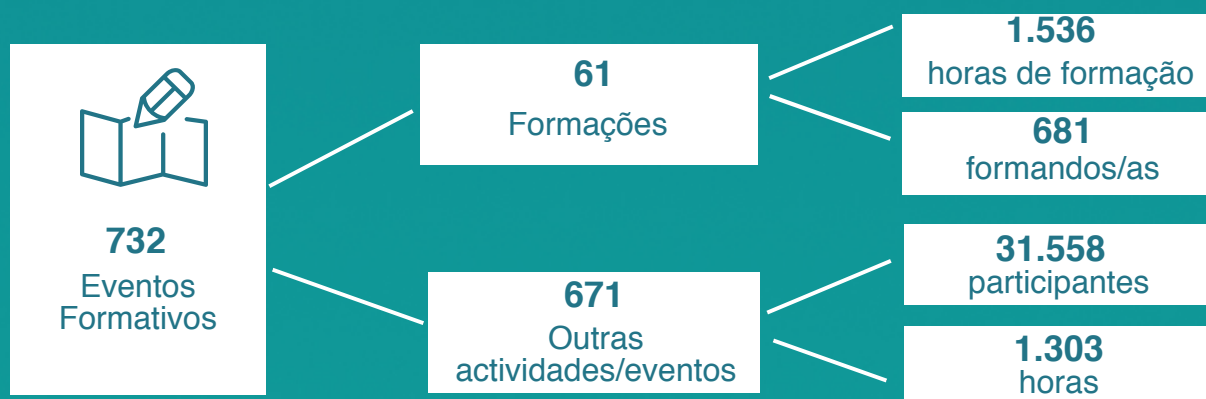 732
Eventos
Formativos
61
Formações
1.536
horas de formação
681
formandos/as
671
Outras
actividades/eventos
31.558
participantes
1.303
horas